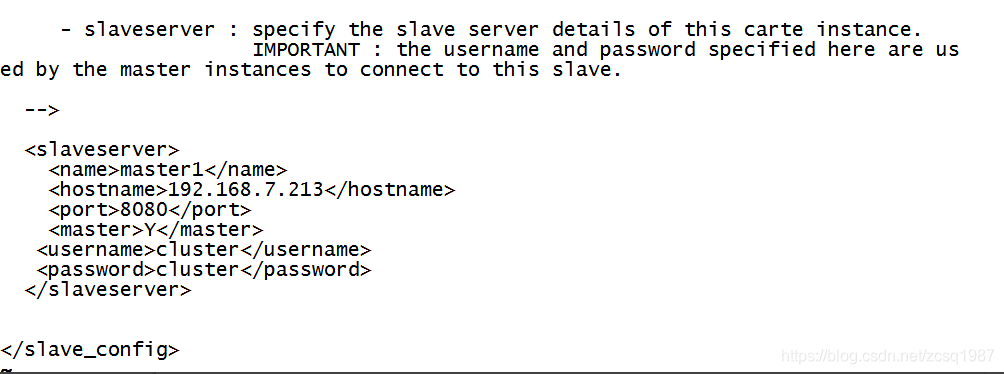 - slaveserver : specify the slave server details of this carte instance.
IMPORTANT : the username and password specified here are us
ed by the master instances to connect to this slave.
-->
<slaveserver>
<name>master1</name>
<hostname>192.168.7.213</hostname>
<port>8080</port>
<master>Y</master>
<username>cluster</username>
<password>cluster</password>
</slaveserver>
</slave_config>
~
https://blog.csdn.net/zcsq1987